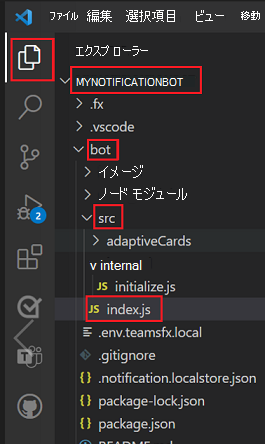 ファイル 編集 選択項目 ビュー 移動
エクスプ ローラー
MYNOTIFICATIONBOT
.fx
.vscode
bot
イメージ
ノード モジュール
src
adaptiveCards
v internal
JS initialize.js
JS index.js
.env.teamsfx.local
.gitignore
{} .notification.localstore.json
{} package-lock.json
{} package.json
2